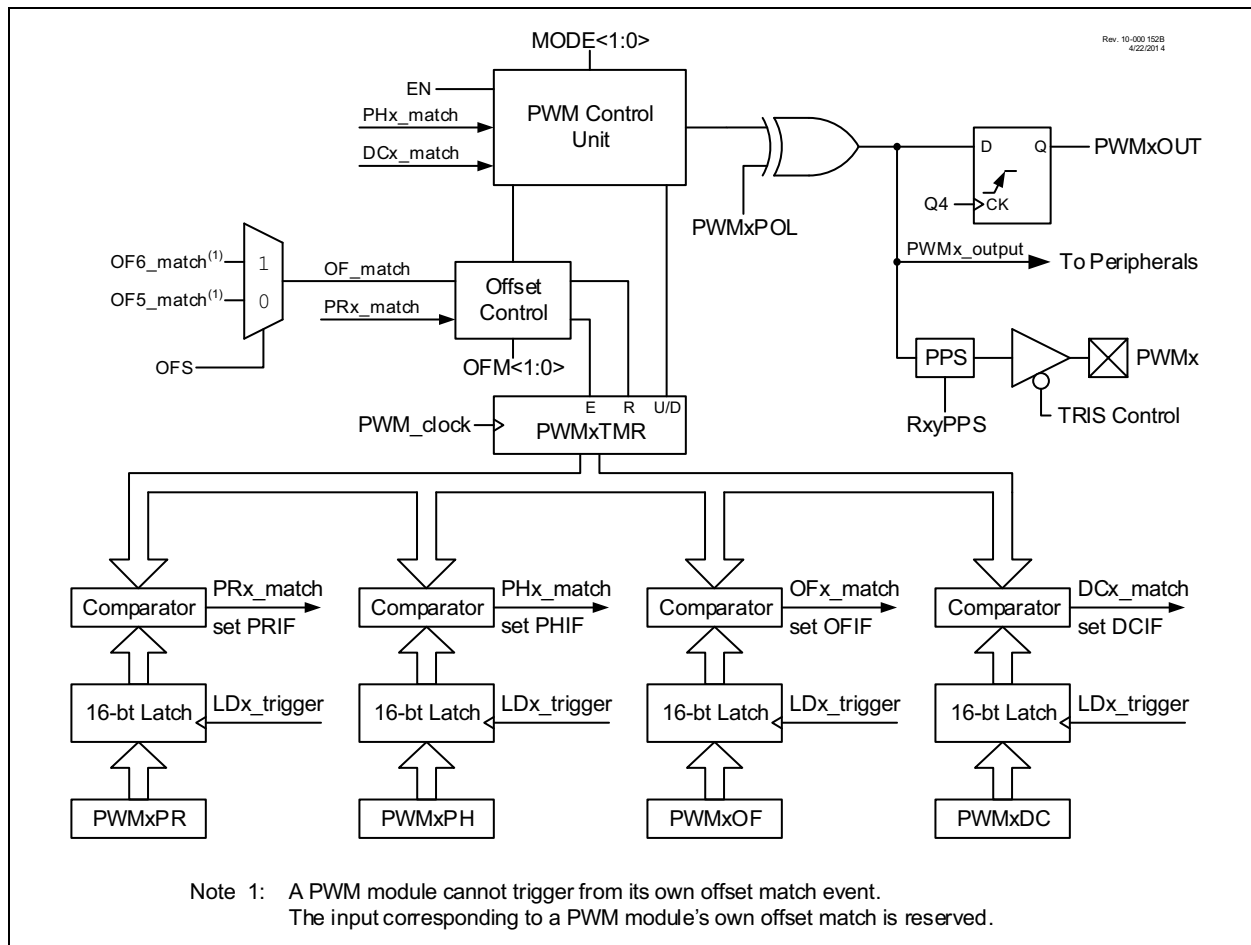 Rev. 10-000 152B
4/22/201 4
MODE<1:0>
EN
PHx_match
DCx_match
PWM Control
Unit
PWMxPOL
D
Q
Q4
CK
PWMxOUT
PWMx_output
To Peripherals
OF6_match(1)
OF5_match(1)
1
0
OFS
OF_match
PRx_match
Offset
Control
OFM<1:0>
PPS
PWMx
RxyPPS
TRIS Control
PWM_clock
E
R
U/D
PWMxTMR
Comparator
PRx_match
set PRIF
Comparator
PHx_match
set PHIF
Comparator
OFx_match
set OFIF
Comparator
DCx_match
set DCIF
16-bt Latch
LDx_trigger
16-bt Latch
LDx_trigger
16-bt Latch
LDx_trigger
16-bt Latch
LDx_trigger
PWMxPR
PWMxPH
PWMxOF
PWMxDC
Note 1: A PWM module cannot trigger from its own offset match event.
The input corresponding to a PWM module's own offset match is reserved.